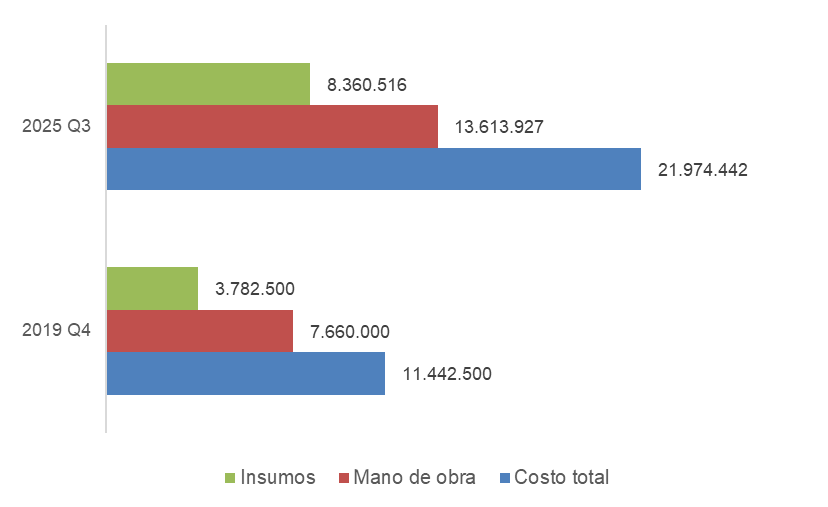 8.360.516
2025 Q3
13.613.927
21.974.442
3.782.500
2019 Q4
7.660.000
11.442.500
Insumos Mano de obra Costo total